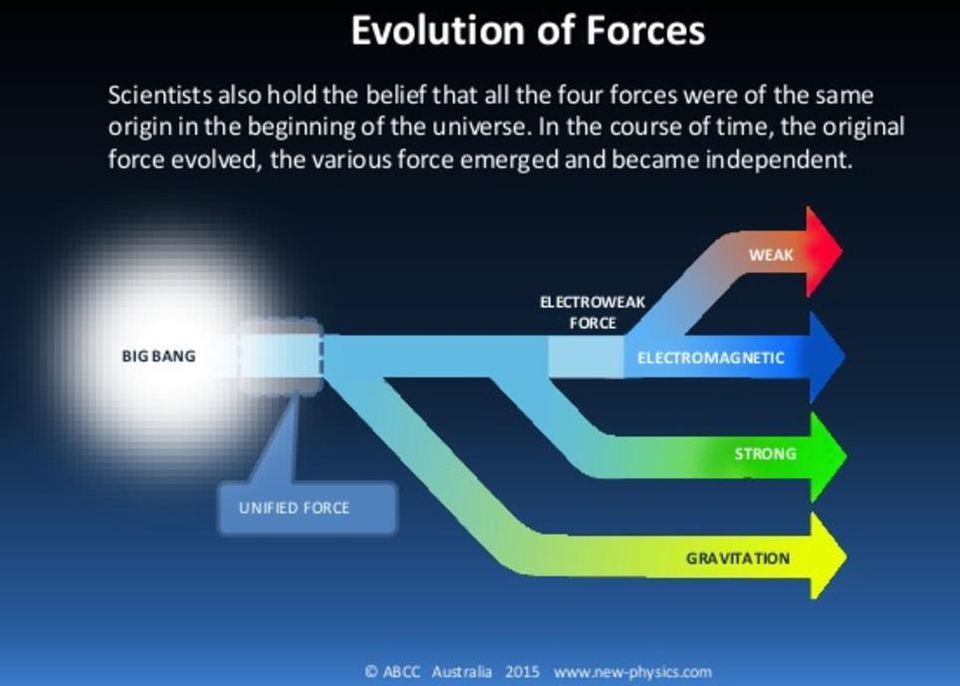 Evolution of Forces
Scientists also hold the belief that all the four forces were of the same
origin in the beginning of the universe. In the course of time, the original
force evolved, the various force emerged and became independent.
WEAK
ELECTROWEAK
FORCE
BIG BANG
ELECTROMAGNETIC
STRONG
UNIFIED FORCE
GRAVITATION
© ABCC Australia 2015 www.new-physics.com